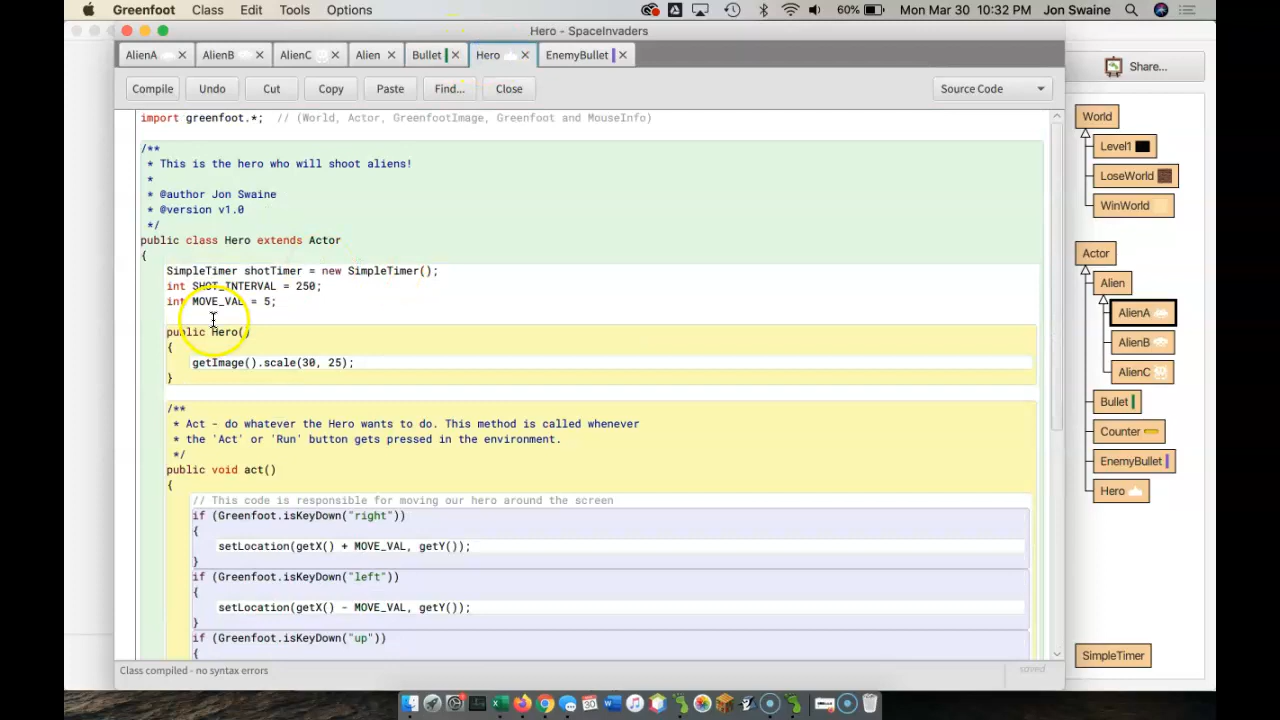 Greenfoot Class Edit Tools Options 60% Mon Mar 30 10:32 PM Jon Swaine
Hero - SpaceInvaders
AlienA AlienB AlienC Alien Bullet Hero EnemyBullet
Compile Undo Cut Copy Paste Find... Close Source Code
Share...
import greenfoot.*;  // (World, Actor, GreenfootImage, Greenfoot and MouseInfo)
/**
 * This is the hero who will shoot aliens!
 *
 * @author Jon Swaine
 * @version v1.0
 */
public class Hero extends Actor
{
SimpleTimer shotTimer = new SimpleTimer();
int SHOT_INTERVAL = 250;
int MOVE_VAL = 5;
public Hero()
{
getImage().scale(30, 25);
}
/**
 * Act - do whatever the Hero wants to do. This method is called whenever
 * the 'Act' or 'Run' button gets pressed in the environment.
 */
public void act()
{
// This code is responsible for moving our hero around the screen
if (Greenfoot.isKeyDown("right"))
{
setLocation(getX() + MOVE_VAL, getY());
}
if (Greenfoot.isKeyDown("left"))
{
setLocation(getX() - MOVE_VAL, getY());
}
if (Greenfoot.isKeyDown("up"))
{
Class compiled - no syntax errors
saved
World
Level1
LoseWorld
WinWorld
Actor
Alien
AlienA
AlienB
AlienC
Bullet
Counter
EnemyBullet
Hero
SimpleTimer